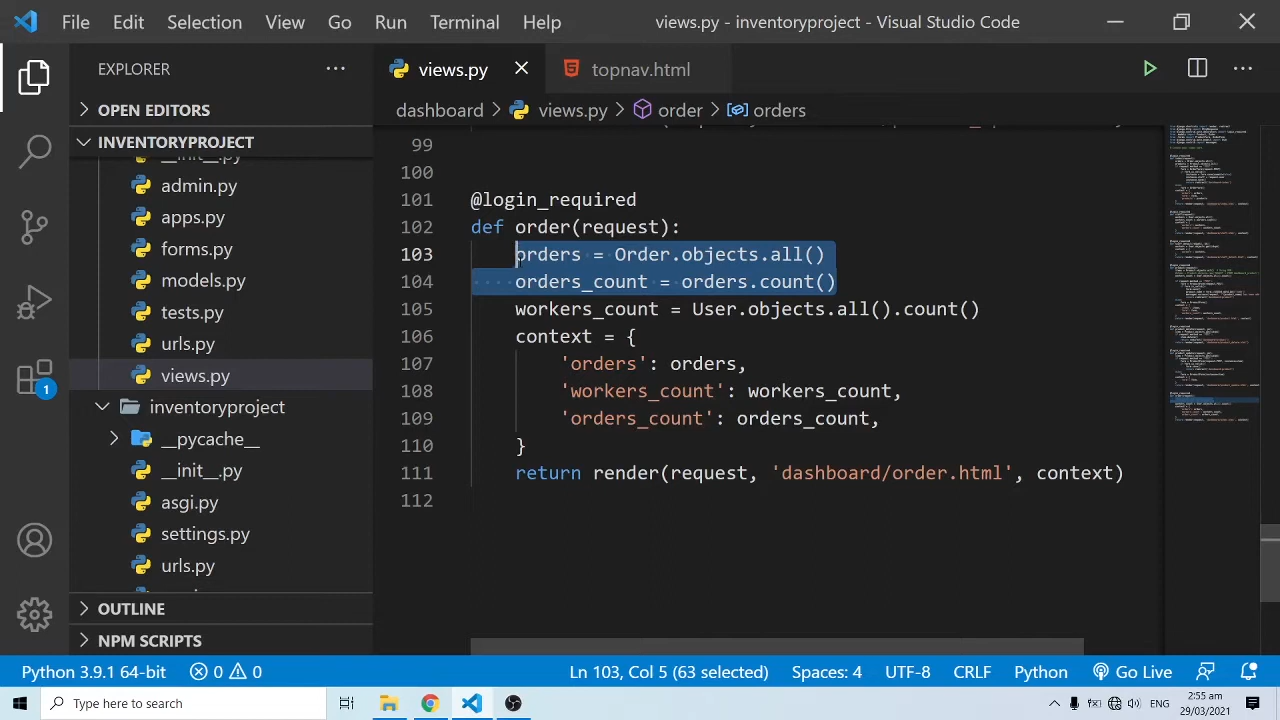 File Edit Selection View Go Run Terminal Help views.py - inventoryproject - Visual Studio Code
EXPLORER
views.py
topnav.html
OPEN EDITORS
dashboard > views.py > order > orders
INVENTORYPROJECT
__init__.py
admin.py
apps.py
forms.py
models.py
tests.py
urls.py
views.py
inventoryproject
__pycache__
__init__.py
asgi.py
settings.py
urls.py
OUTLINE
NPM SCRIPTS
1
99
100
101 @login_required
102 def order(request):
103 orders = Order.objects.all()
104 orders_count = orders.count()
105 workers_count = User.objects.all().count()
106 context = {
107 'orders': orders,
108 'workers_count': workers_count,
109 'orders_count': orders_count,
110 }
111 return render(request, 'dashboard/order.html', context)
112
Python 3.9.1 64-bit 0 0 Ln 103, Col 5 (63 selected) Spaces: 4 UTF-8 CRLF Python Go Live
Type here to search
ENG
2:55 am
29/03/2021